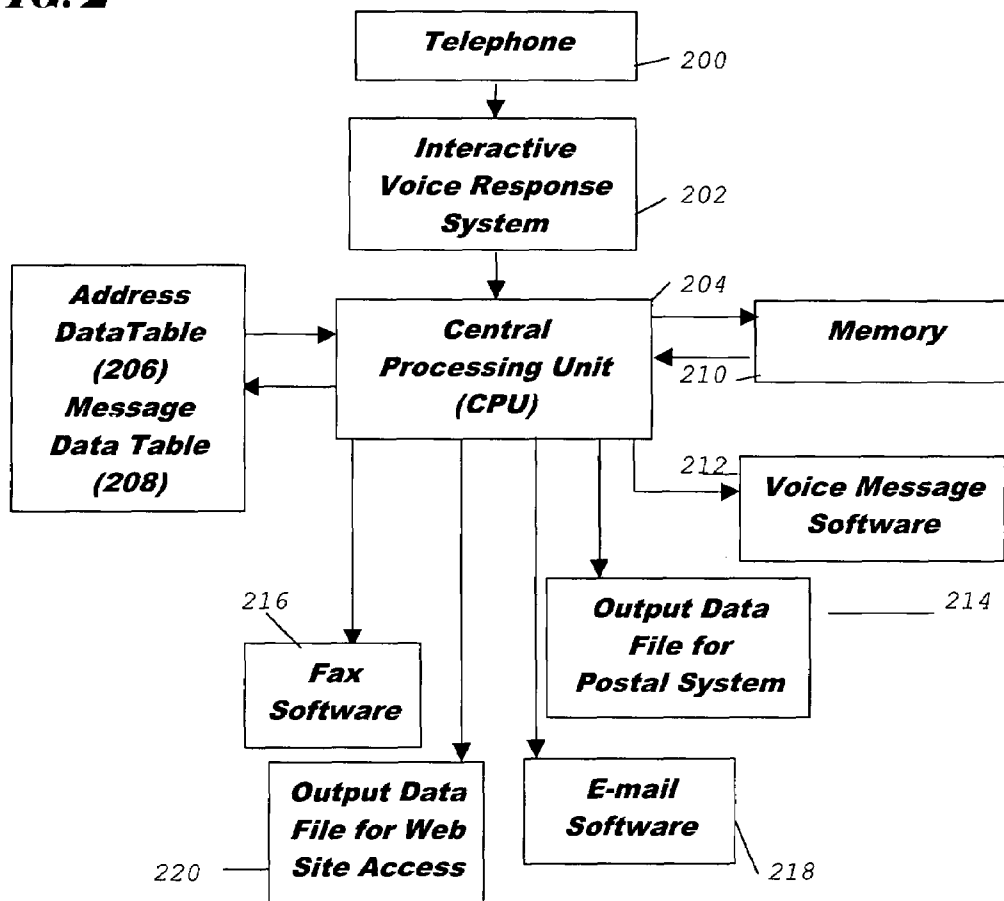 Telephone
200
Interactive
Voice Response
System
202
Address
DataTable
(206)
Message
Data Table
(208)
204
Central
Processing Unit
(CPU)
Memory
210
212
Voice Message
Software
216
Fax
Software
Output Data
File for
Postal System
214
Output Data
File for Web
Site Access
220
E-mail
Software
218